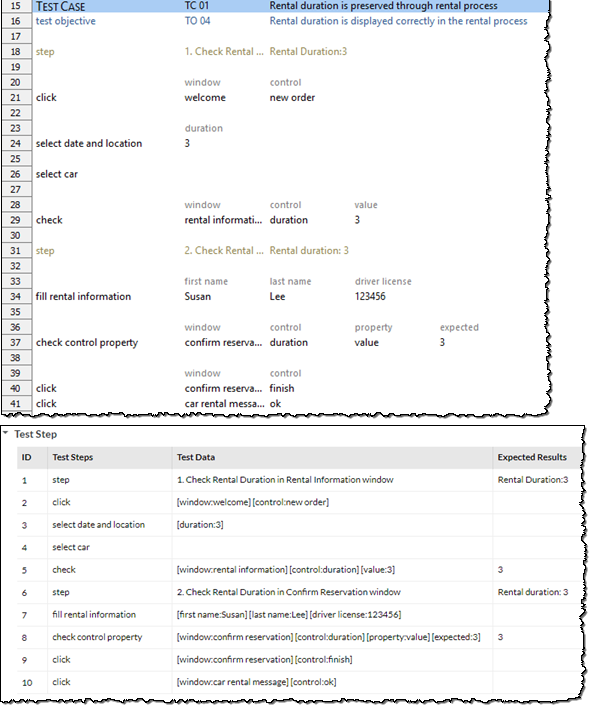 15 TEST CASE TC 01 Rental duration is preserved through rental process
16 test objective TO 04 Rental duration is displayed correctly in the rental process
17
18 step 1. Check Rental ... Rental Duration:3
19
20 window control
21 click welcome new order
22
23 duration
24 select date and location 3
25
26 select car
27
28 window control value
29 check rental informati... duration 3
30
31 step 2. Check Rental ... Rental duration: 3
32
33 first name last name driver license
34 fill rental information Susan Lee 123456
35
36 window control property expected
37 check control property confirm reserva... duration value 3
38
39 window control
40 click confirm reserva... finish
41 click car rental messa... ok
Test Step
ID Test Steps Test Data Expected Results
1 step 1. Check Rental Duration in Rental Information window Rental Duration:3
2 click [window:welcome] [control:new order]
3 select date and location [duration:3]
4 select car
5 check [window:rental information] [control:duration] [value:3] 3
6 step 2. Check Rental Duration in Confirm Reservation window Rental duration: 3
7 fill rental information [first name:Susan] [last name:Lee] [driver license:123456]
8 check control property [window:confirm reservation] [control:duration] [property:value] [expected:3] 3
9 click [window:confirm reservation] [control:finish]
10 click [window:car rental message] [control:ok]